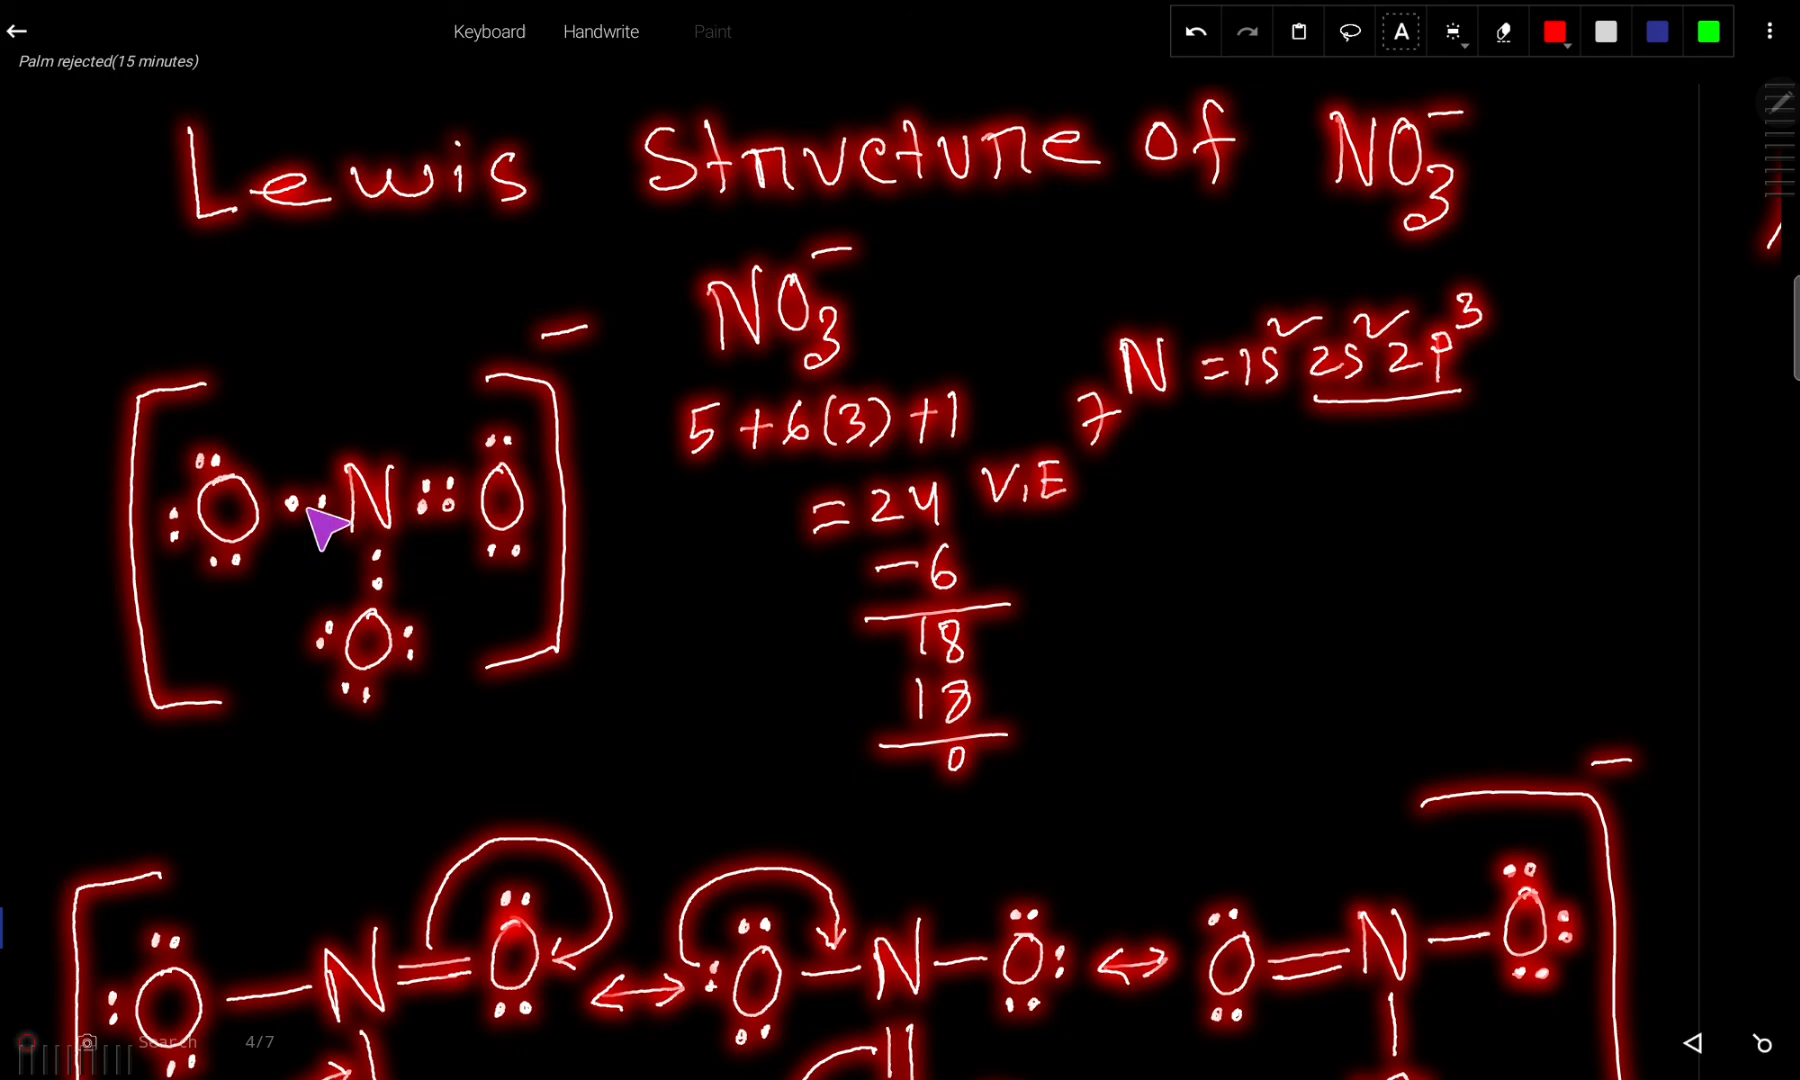 Keyboard Handwrite Paint
Palm rejected(15 minutes)
Lewis Structure of NO₃⁻
NO₃⁻
₇N = 1s² 2s² 2p³
5 + 6(3) + 1
= 24 V.E
- 6
18
18
0
[O N O]⁻
O
[O — N = O ↔ O — N — O ↔ O = N — O]⁻
Search 4/7